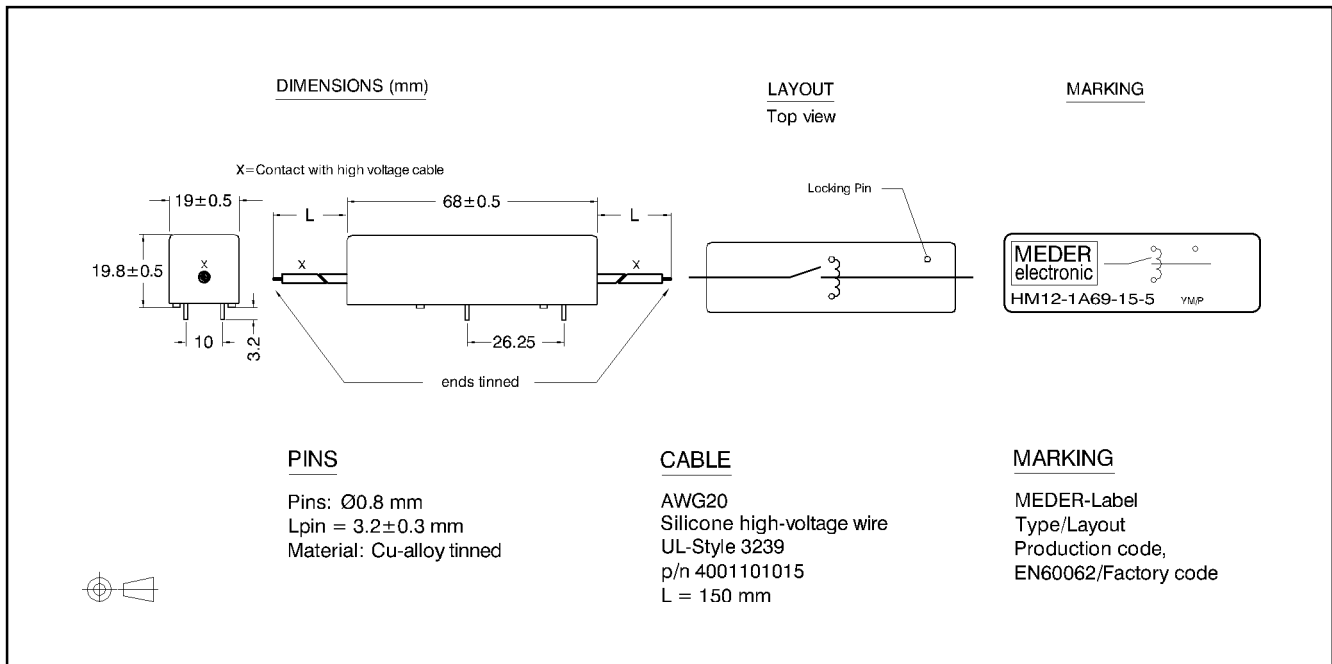 DIMENSIONS (mm)
LAYOUT
Top view
MARKING
X=Contact with high voltage cable
19±0.5
L
68±0.5
L
X
19.8±0.5
X
X
10
3.2
26.25
ends tinned
Locking Pin
MEDER
electronic
HM12-1A69-15-5 YM/P
PINS
Pins: Ø0.8 mm
Lpin = 3.2±0.3 mm
Material: Cu-alloy tinned
CABLE
AWG20
Silicone high-voltage wire
UL-Style 3239
p/n 4001101015
L = 150 mm
MARKING
MEDER-Label
Type/Layout
Production code,
EN60062/Factory code